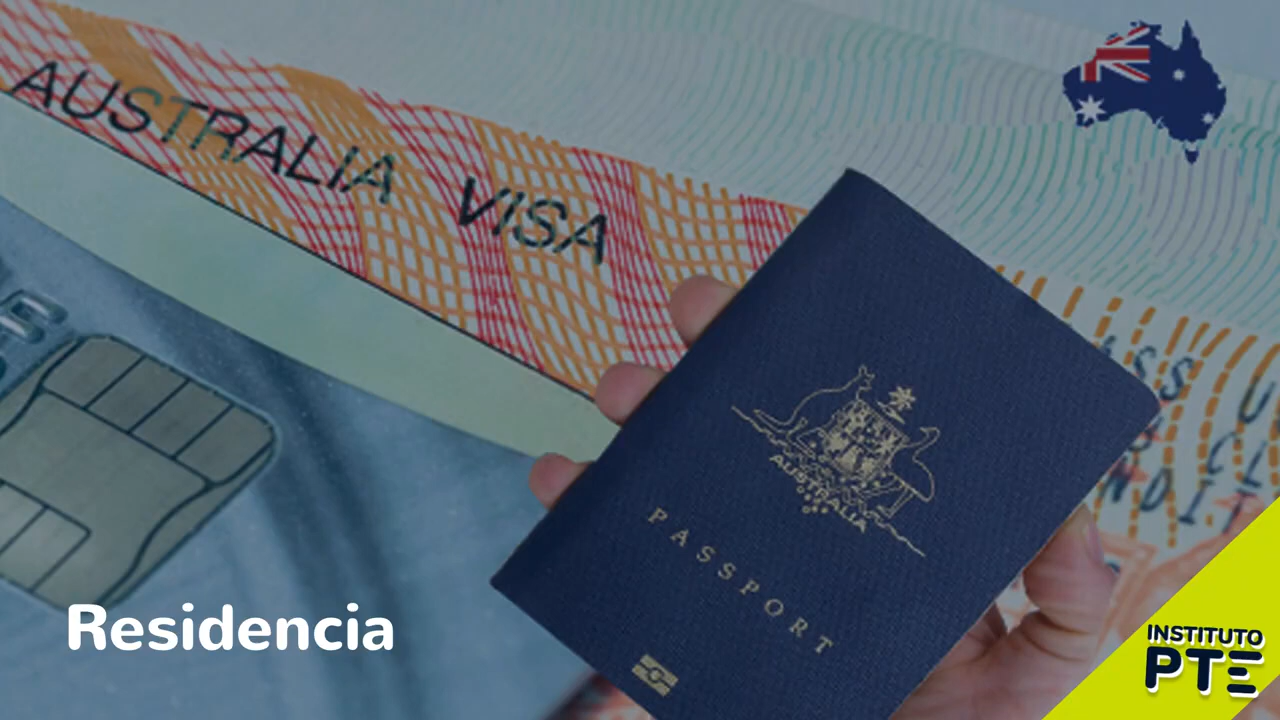 AUSTRALIA VISA
AUSTRALIA
PASSPORT
Residencia
INSTITUTO
PTE